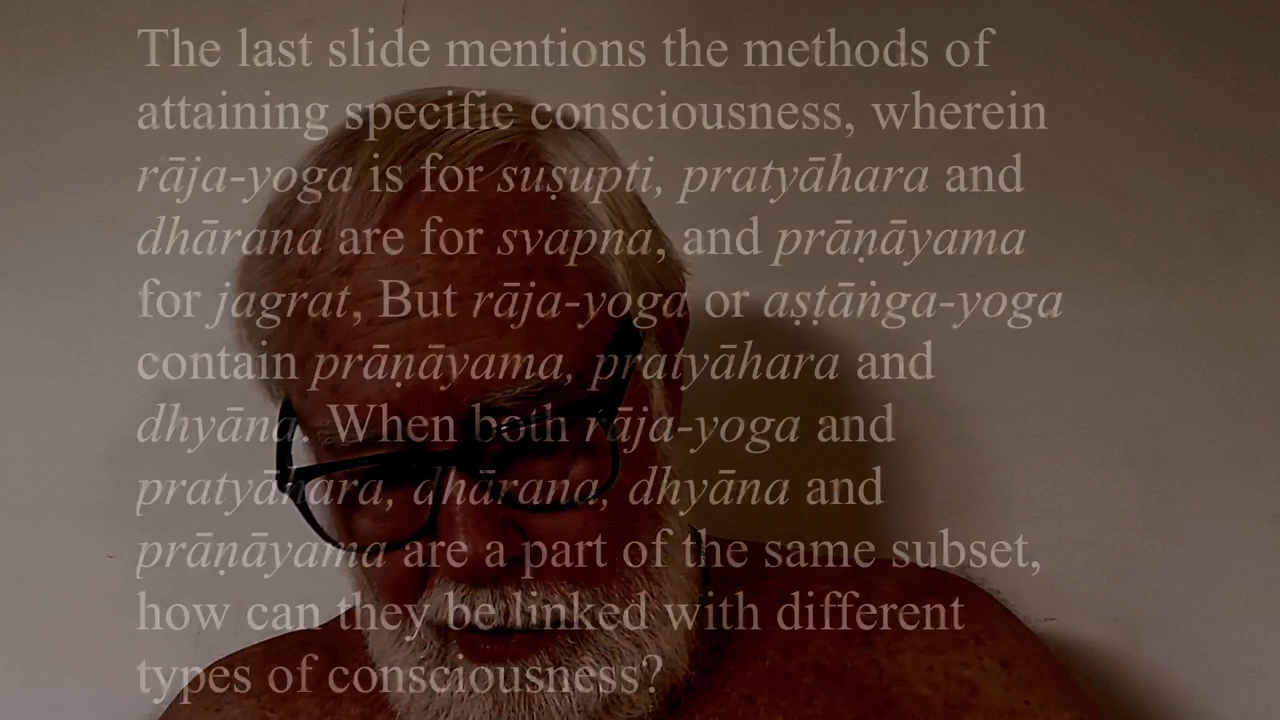 The last slide mentions the methods of
attaining specific consciousness, wherein
rāja-yoga is for suṣupti, pratyāhara and
dhārana are for svapna, and prāṇāyama
for jagrat, But rāja-yoga or aṣṭāṅga-yoga
contain prāṇāyama, pratyāhara and
dhyāna. When both rāja-yoga and
pratyāhara, dhārana, dhyāna and
prāṇāyama are a part of the same subset,
how can they be linked with different
types of consciousness?